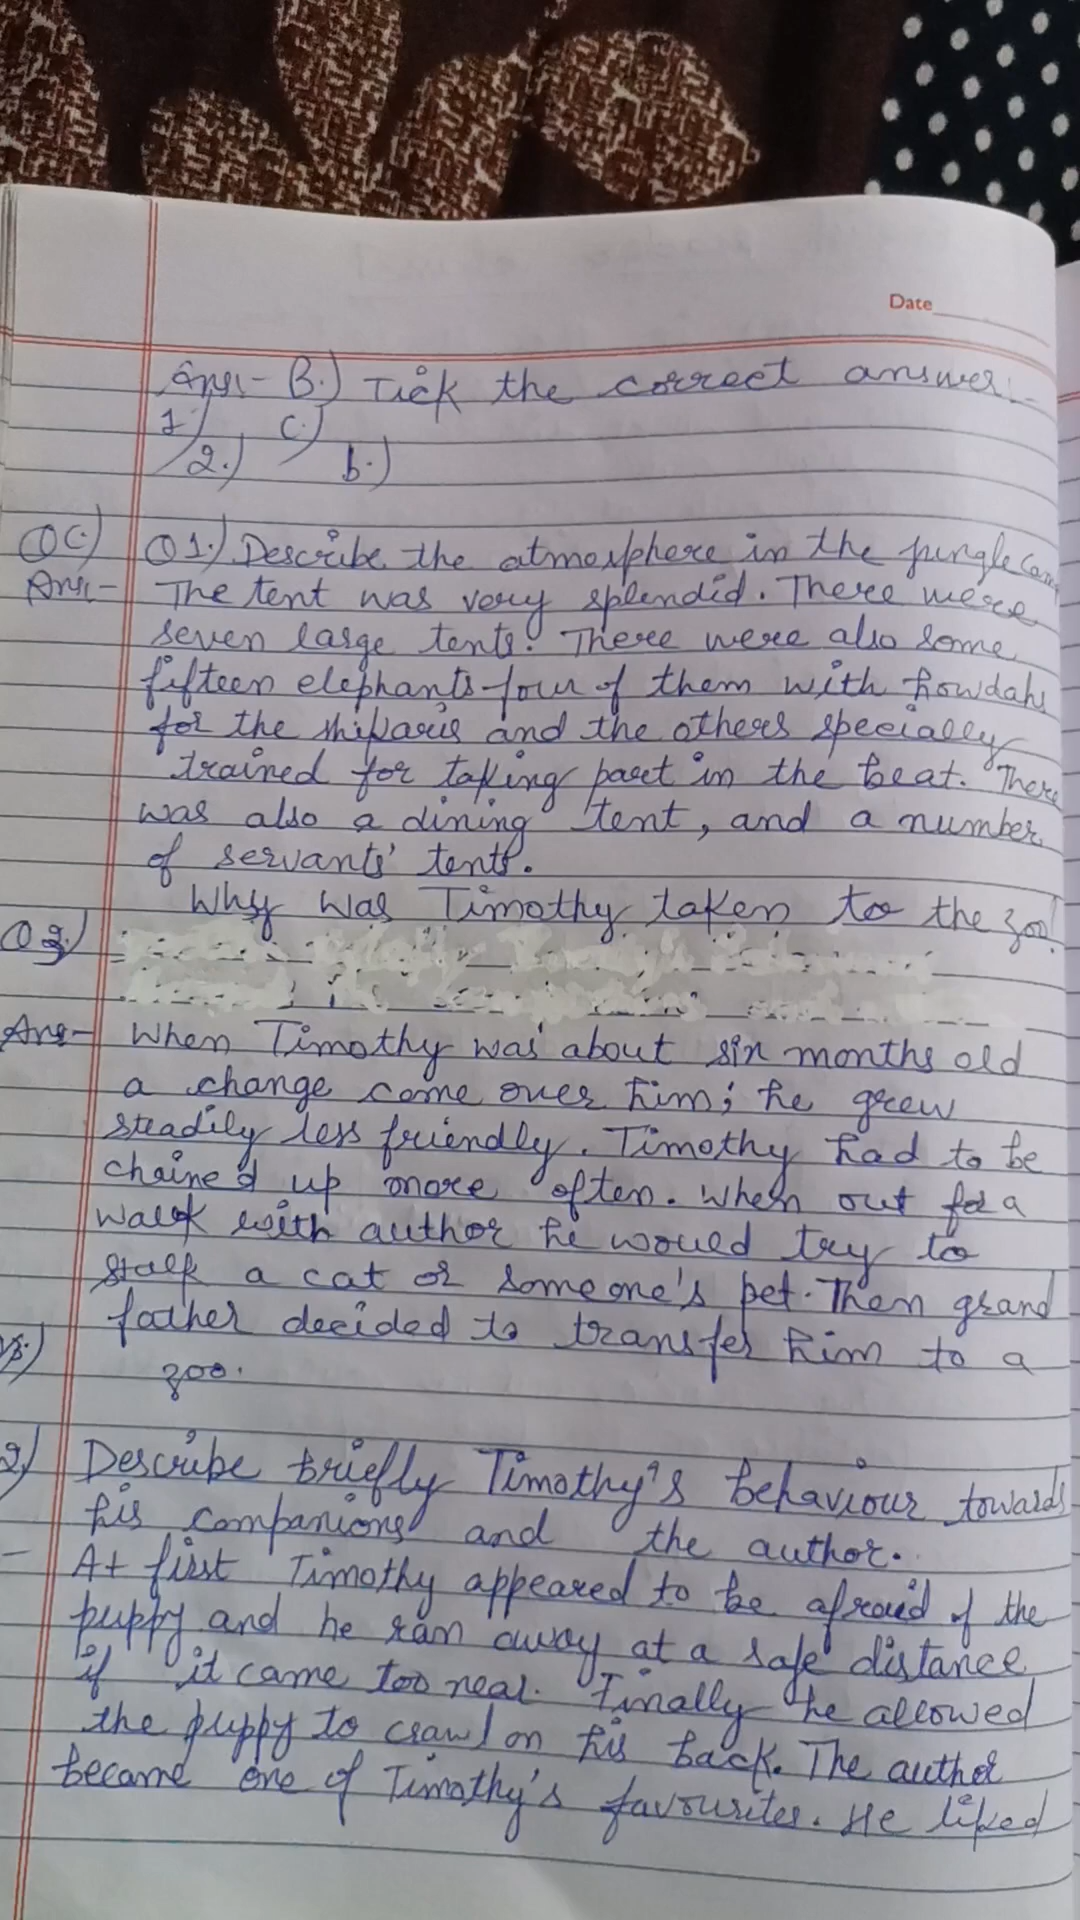 Date
Ans:- B.) Tick the correct answer:-
1.) c.)
2.) b.)
Q C.) Q 1.) Describe the atmosphere in the jungle camp
Ans:- The tent was very splendid. There were
seven large tents. There were also some
fifteen elephants-four of them with howdahs
for the shikaris and the others specially
trained for taking part in the beat. There
was also a dining tent, and a number
of servants' tents.
Why was Timothy taken to the zoo?
Q 3.)
Ans- When Timothy was about six months old
a change come over him; he grew
steadily less friendly. Timothy had to be
chained up more often. When out for a
walk with author he would try to
stalk a cat or someone's pet. Then grand
father decided to transfer him to a
zoo.
2.) Describe briefly Timothy's behaviour towards
his companions and the author.
- At first Timothy appeared to be afraid of the
puppy and he ran away at a safe distance
if it came too near. Finally he allowed
the puppy to crawl on his back. The author
became one of Timothy's favourites. He liked